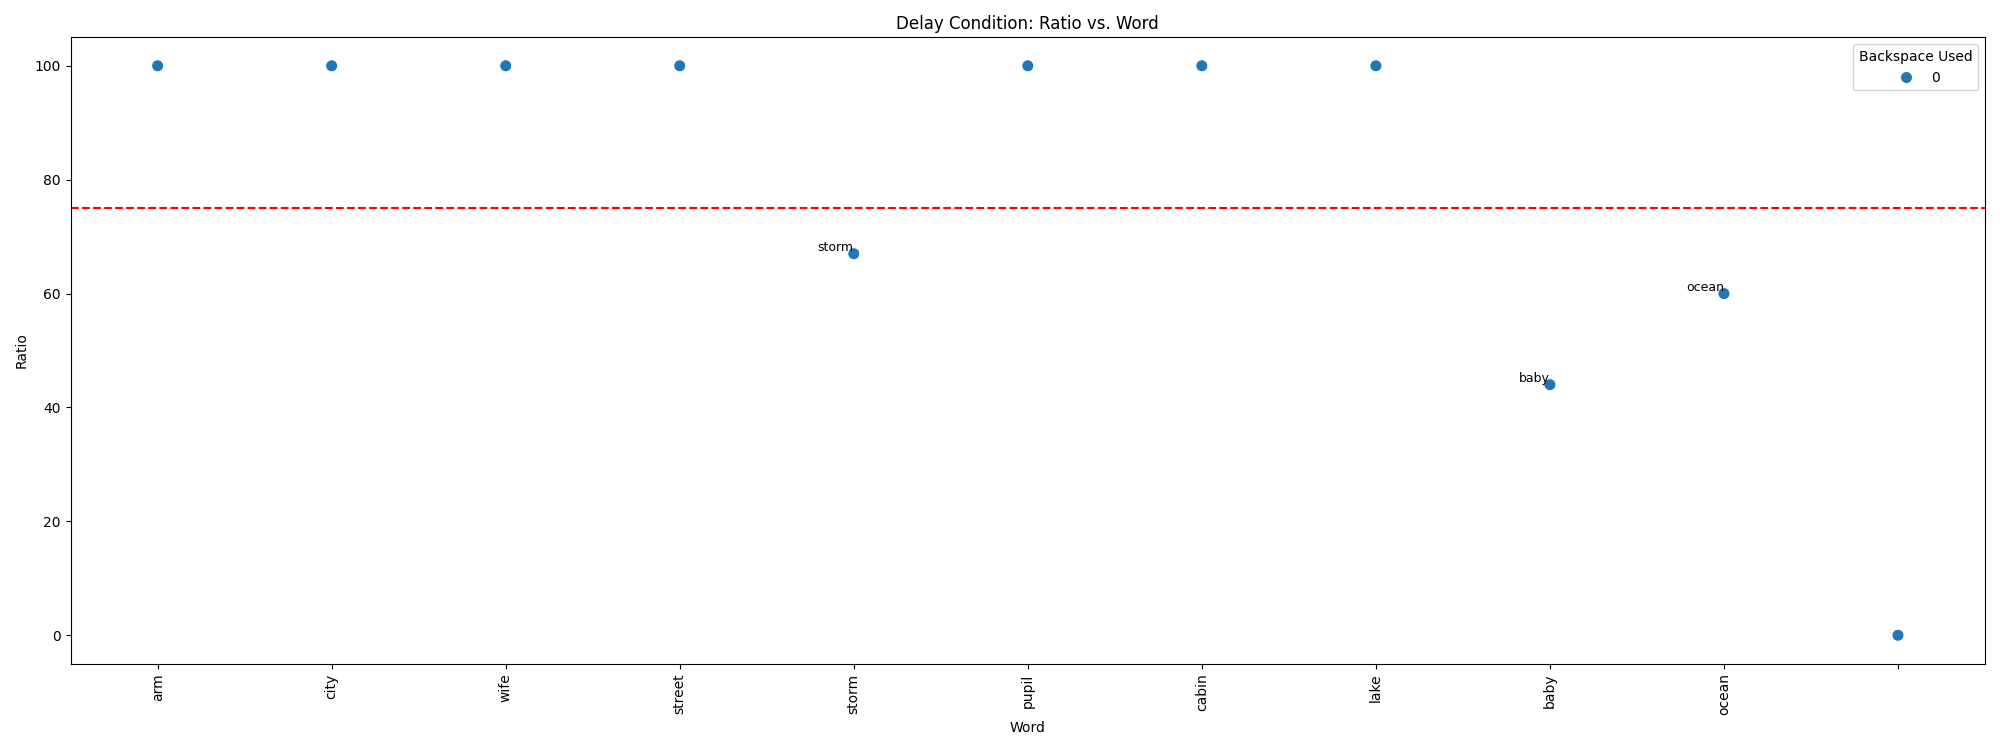 Delay Condition: Ratio vs. Word
Backspace Used
0
100
80
60
40
20
0
Ratio
storm
ocean
baby
arm
city
wife
street
storm
pupil
cabin
lake
baby
ocean
Word